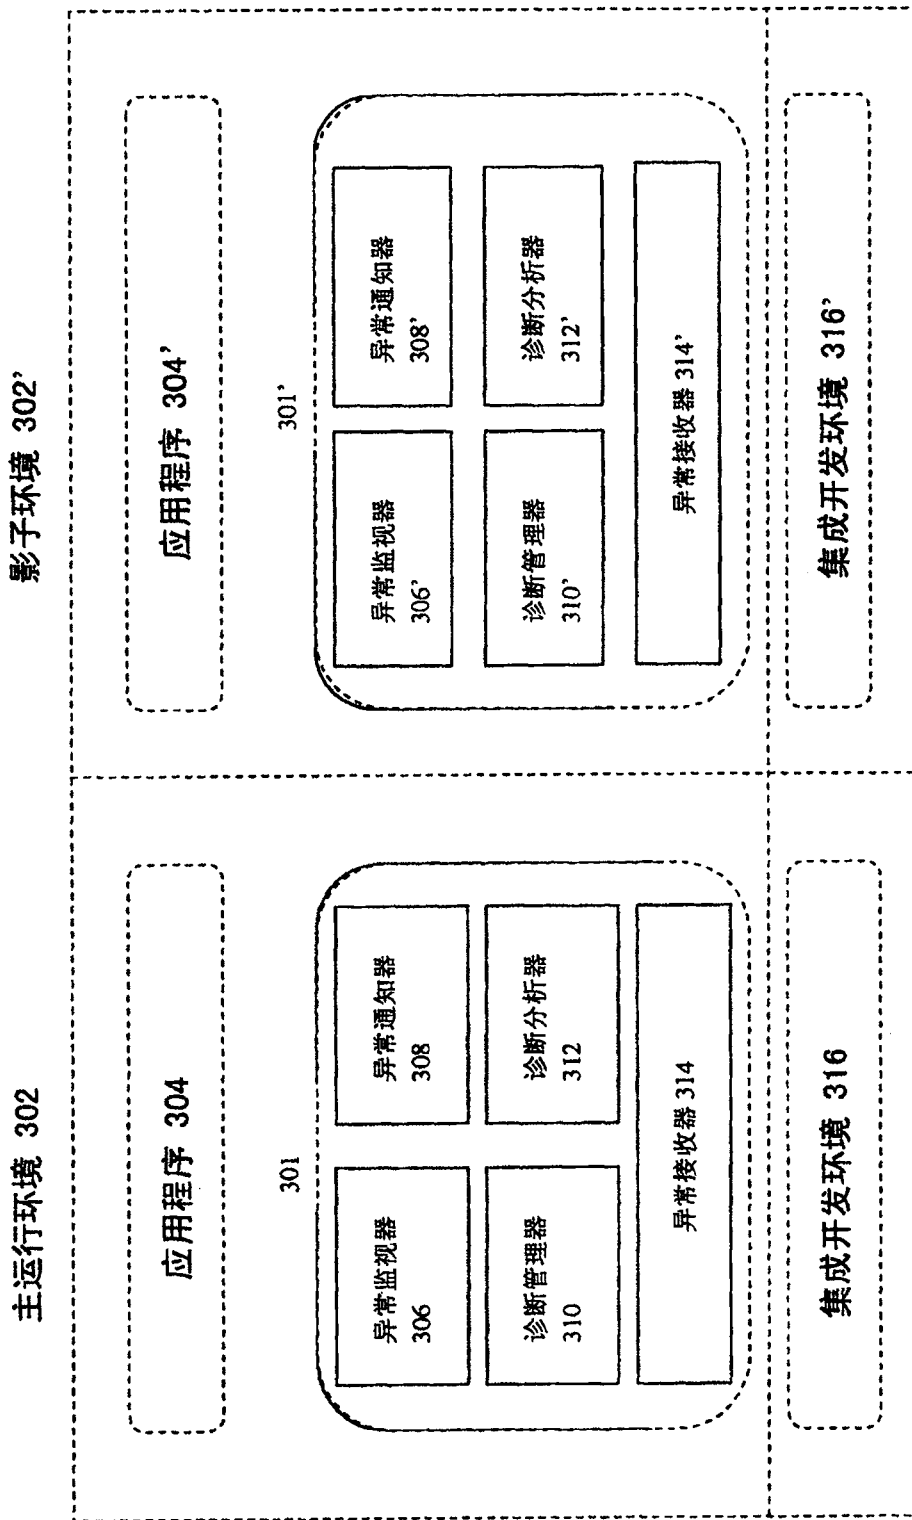 主运行环境 302
影子环境 302’
应用程序 304
应用程序 304’
301
301’
异常监视器
306
异常通知器
308
异常监视器
306’
异常通知器
308’
诊断管理器
310
诊断分析器
312
诊断管理器
310’
诊断分析器
312’
异常接收器 314
异常接收器 314’
集成开发环境 316
集成开发环境 316’